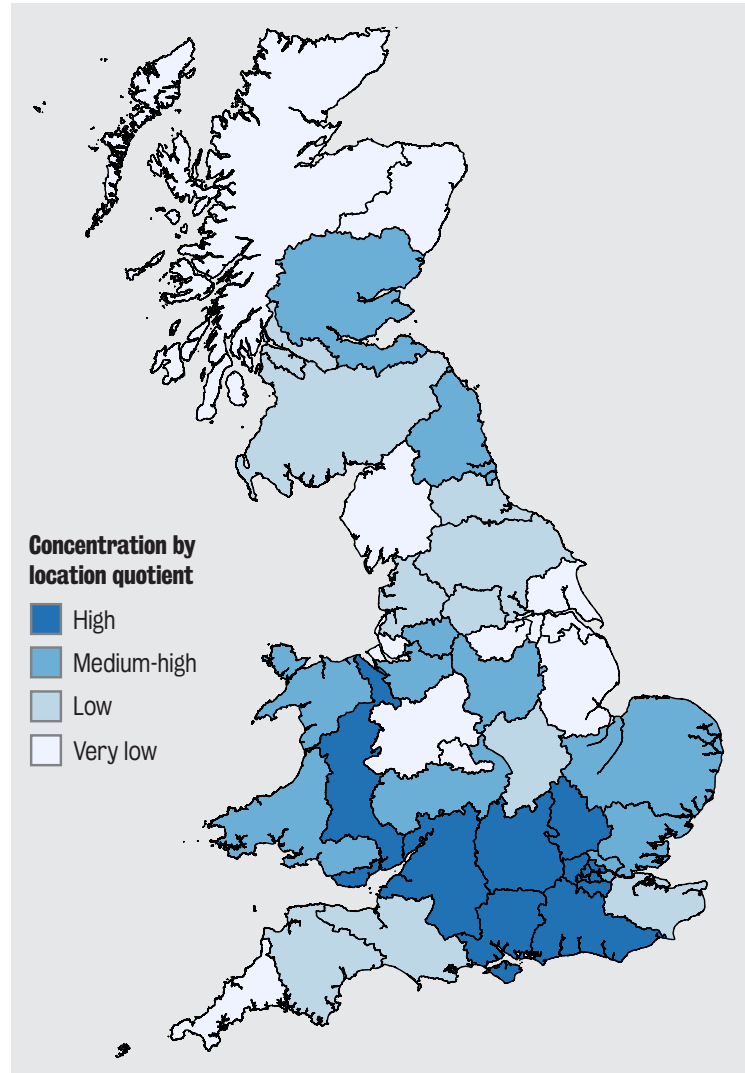 Concentration by
location quotient
High
Medium-high
Low
Very low